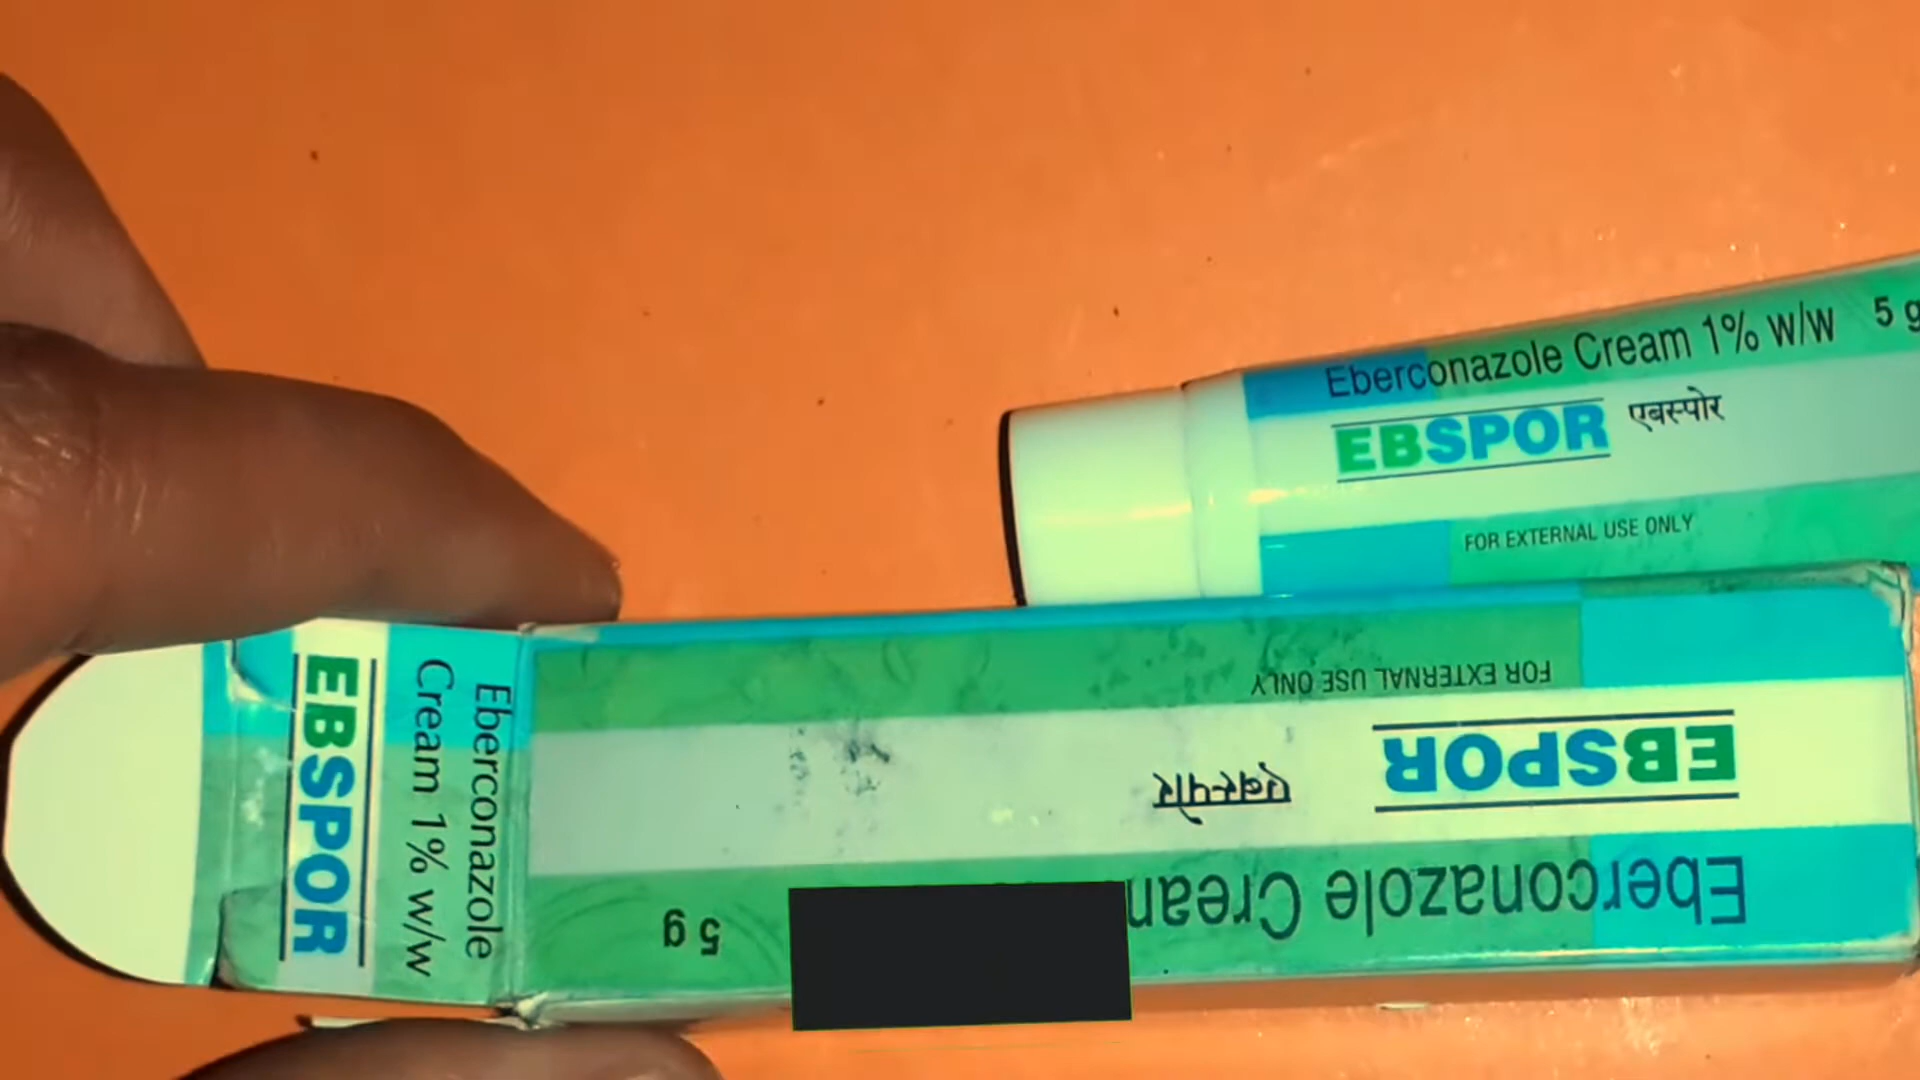 Eberconazole Cream 1% w/w 5 g
EBSPOR एबस्पोर
FOR EXTERNAL USE ONLY
EBSPOR
Eberconazole
Cream 1% w/w
Eberconazole Cream
5 g
EBSPOR एबस्पोर
FOR EXTERNAL USE ONLY